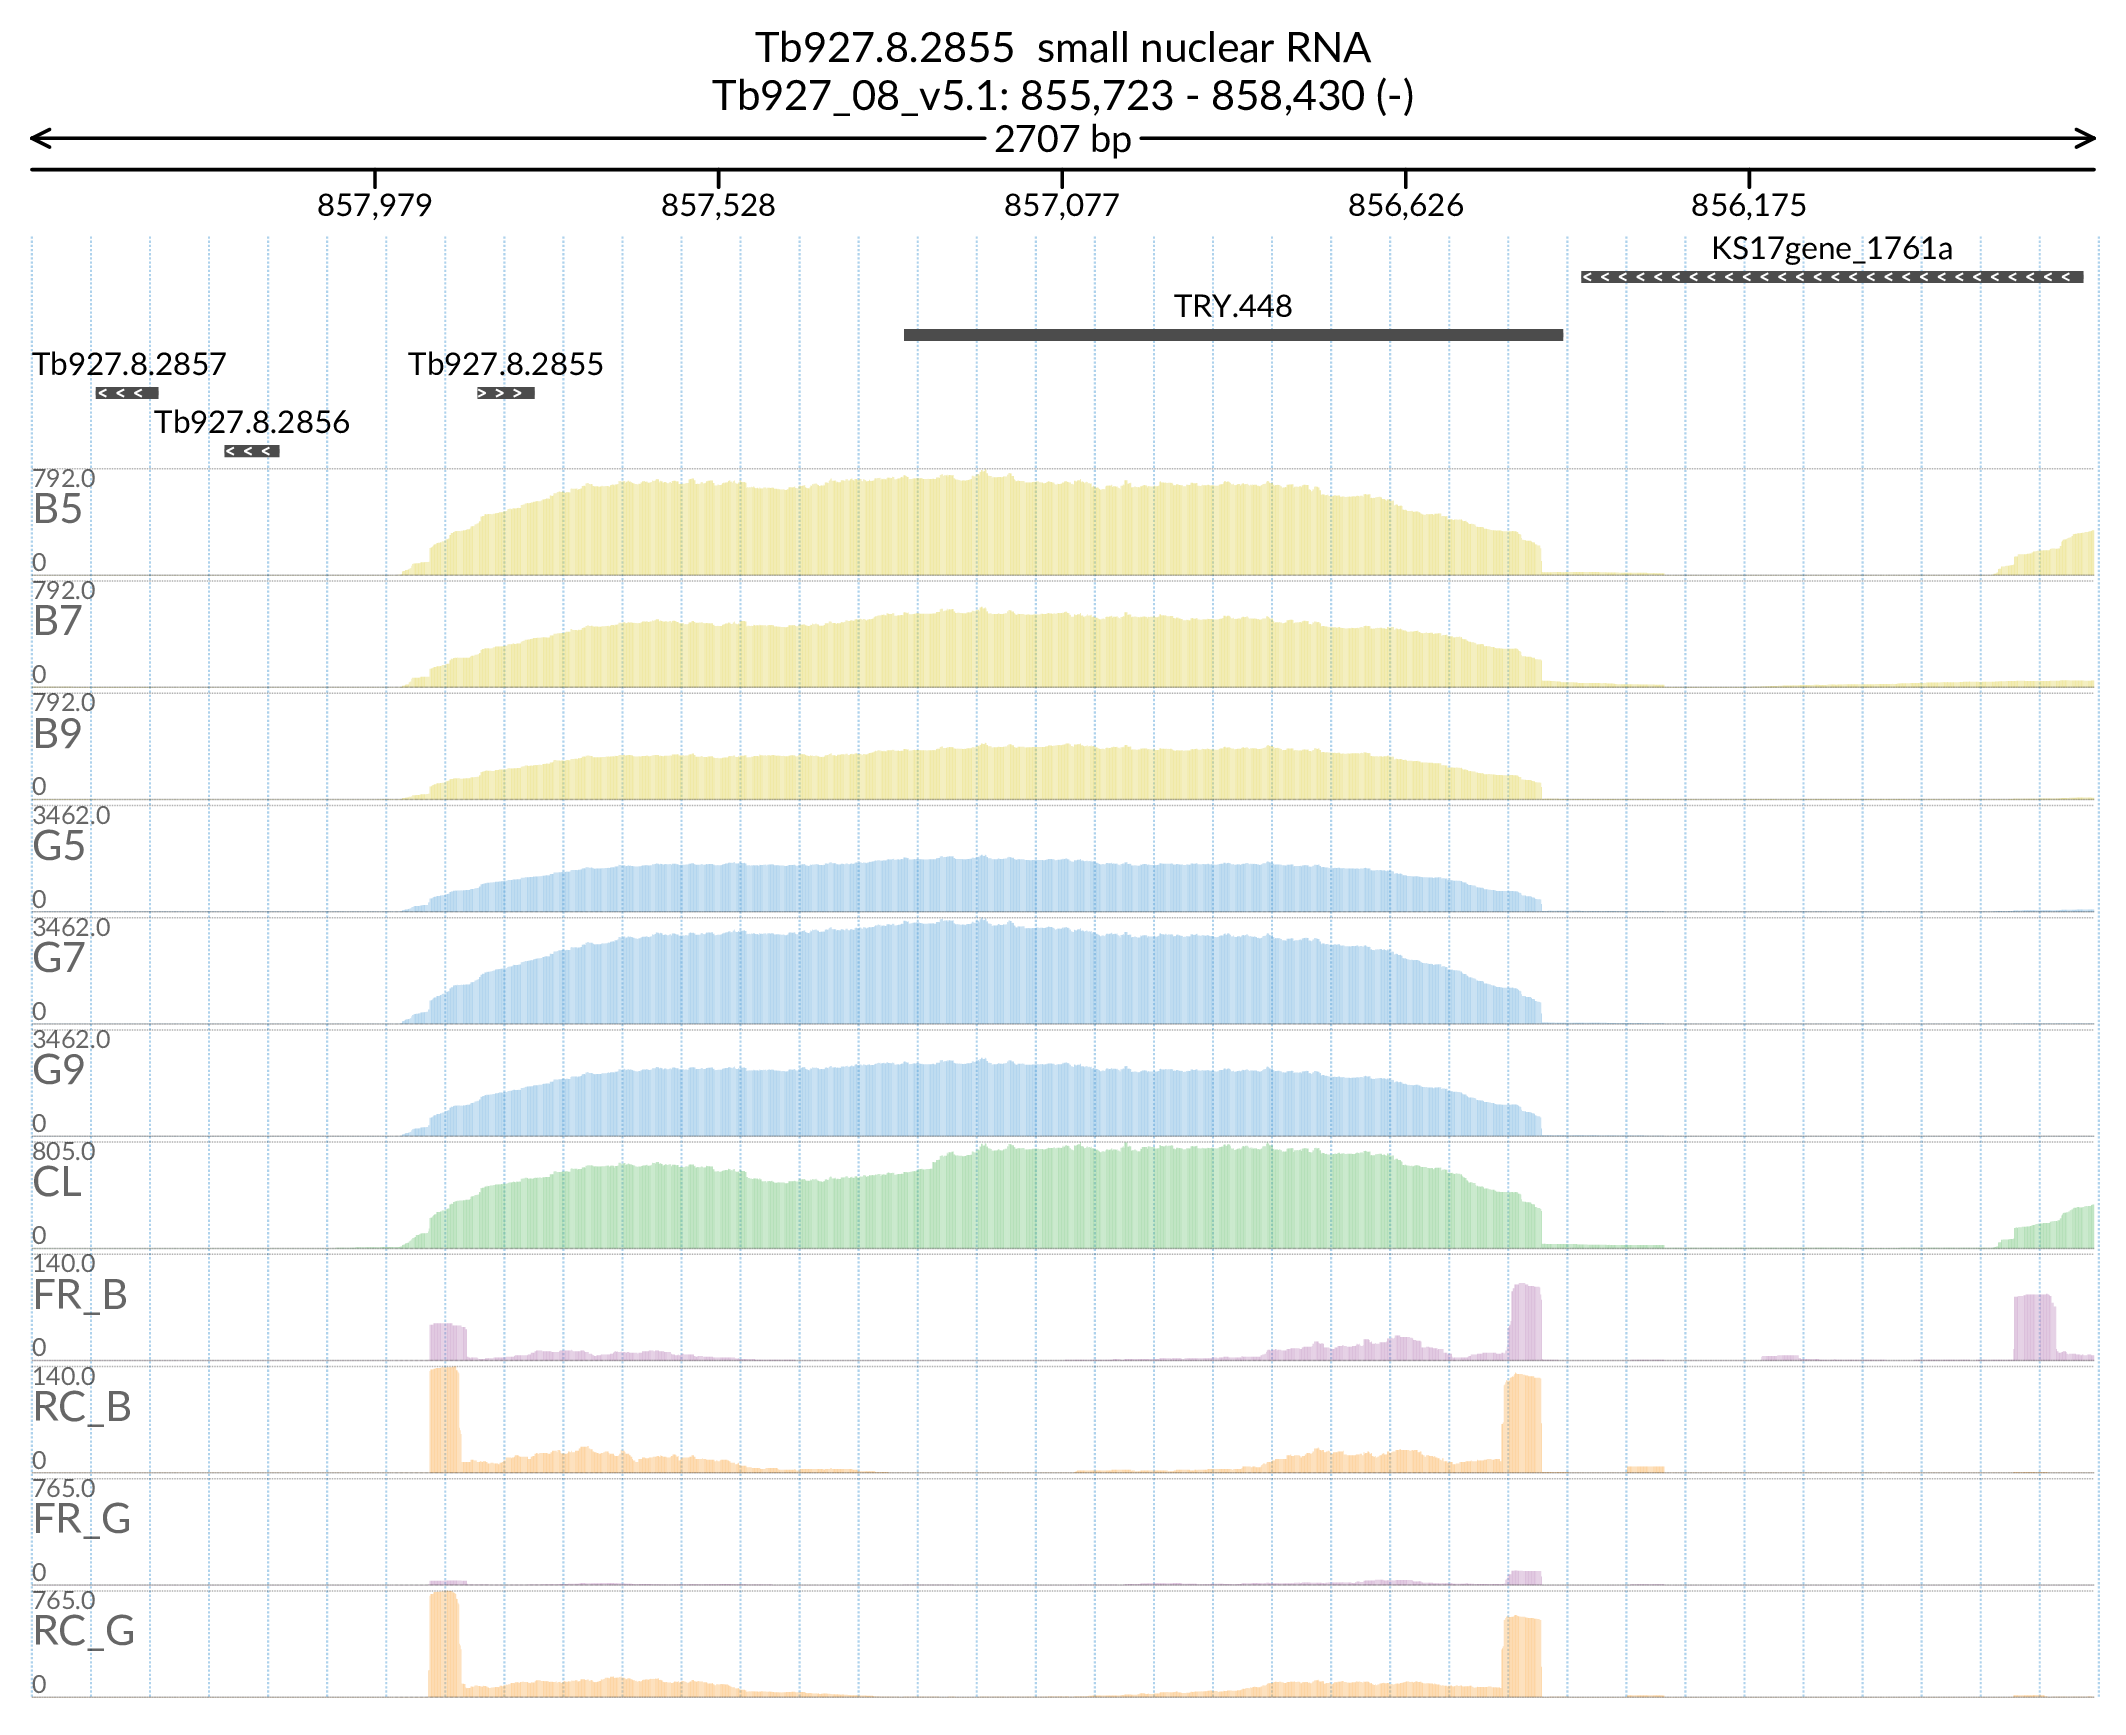 Tb927.8.2855  small nuclear RNA
Tb927_08_v5.1: 855,723 - 858,430 (-)
2707 bp
857,979 857,528 857,077 856,626 856,175
KS17gene_1761a
TRY.448
Tb927.8.2857 Tb927.8.2855
Tb927.8.2856
792.0
B5
0
792.0
B7
0
792.0
B9
0
3462.0
G5
0
3462.0
G7
0
3462.0
G9
0
805.0
CL
0
140.0
FR_B
0
140.0
RC_B
0
765.0
FR_G
0
765.0
RC_G
0